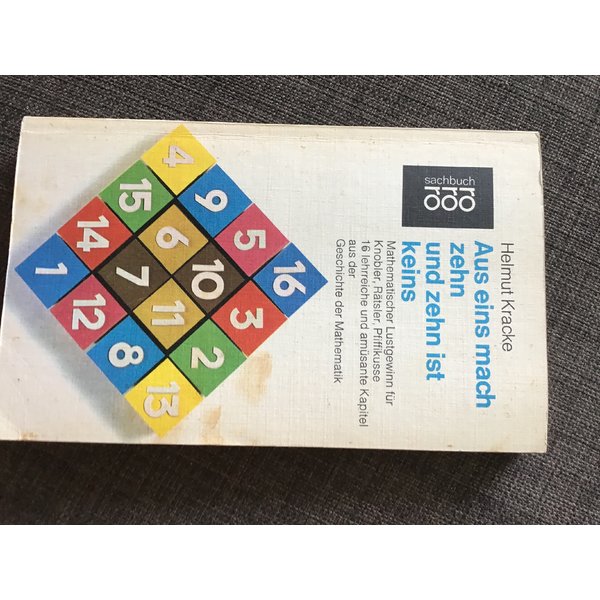 Helmut Kracke
Aus eins mach
zehn
und zehn ist
keins
Mathematischer Lustgewinn für
Knobler, Rätsler, Pfiffikusse
16 lehrreiche und amüsante Kapitel
aus der
Geschichte der Mathematik
sachbuch
rororo
16 3 2 13
5 10 11 8
9 6 7 12
4 15 14 1